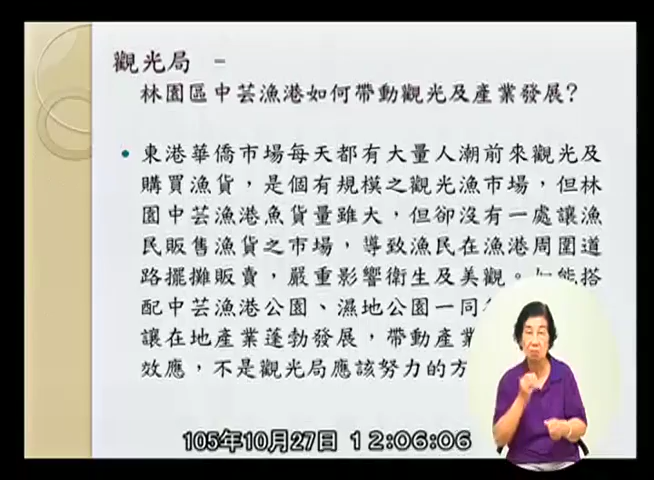 觀光局 –
林園區中芸漁港如何帶動觀光及產業發展?
• 東港華僑市場每天都有大量人潮前來觀光及
購買漁貨，是個有規模之觀光漁市場，但林
園中芸漁港魚貨量雖大，但卻沒有一處讓漁
民販售漁貨之市場，導致漁民在漁港周圍道
路擺攤販賣，嚴重影響衛生及美觀。如能搭
配中芸漁港公園、濕地公園一同
讓在地產業蓬勃發展，帶動產業
效應，不是觀光局應該努力的方
105年10月27日 12:06:06